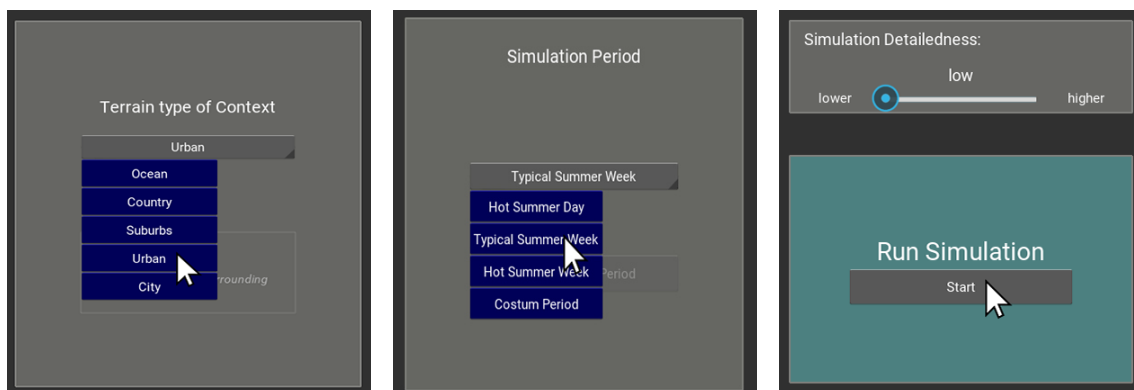 Terrain type of Context
Urban
Ocean
Country
Suburbs
Urban
City
Simulation Period
Typical Summer Week
Hot Summer Day
Typical Summer Week
Hot Summer Week
Period
Costum Period
Simulation Detailedness:
low
lower
higher
Run Simulation
Start